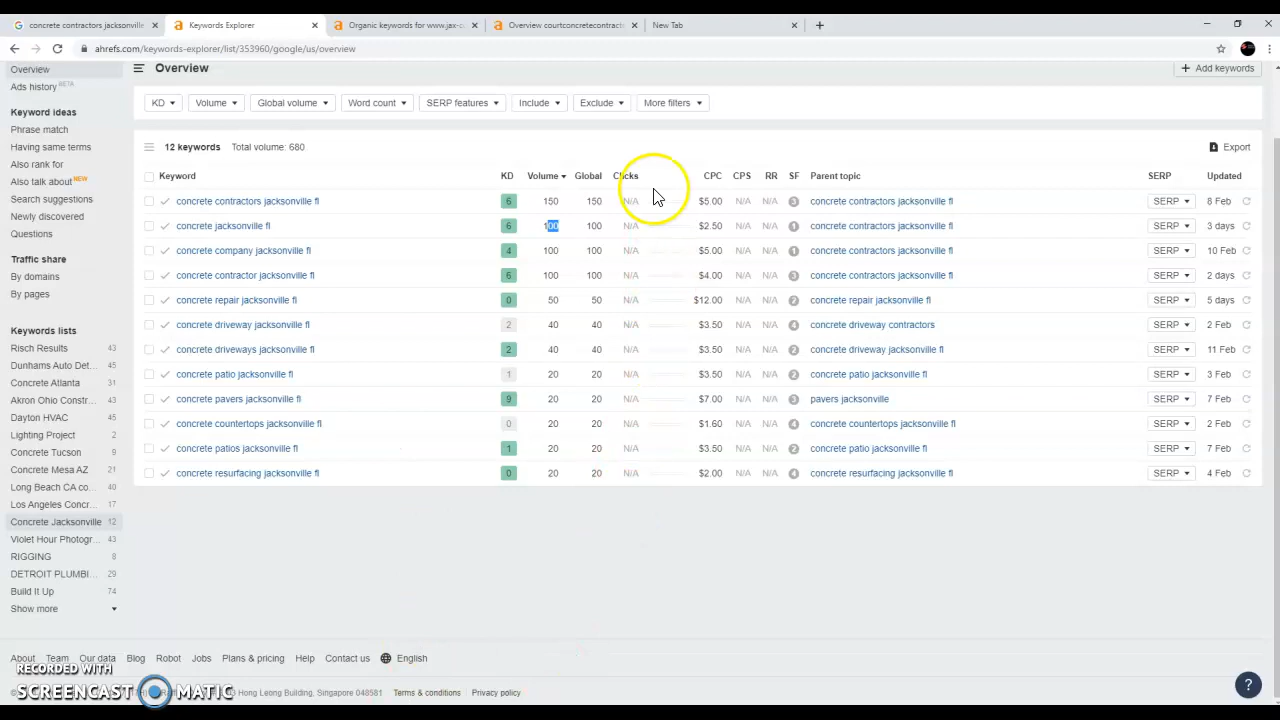 concrete contractors jacksonville
Keywords Explorer
Organic keywords for www.jax-c
Overview courtconcretecontract
New Tab
ahrefs.com/keywords-explorer/list/353960/google/us/overview
Overview
Ads history BETA
Keyword ideas
Phrase match
Having same terms
Also rank for
Also talk about NEW
Search suggestions
Newly discovered
Questions
Traffic share
By domains
By pages
Keywords lists
Risch Results 43
Dunhams Auto Det... 45
Concrete Atlanta 31
Akron Ohio Constr... 43
Dayton HVAC 45
Lighting Project 2
Concrete Tucson 14
Concrete Mesa AZ 21
Long Beach CA co... 40
Los Angeles Concr... 17
Concrete Jacksonville 12
Violet Hour Photogr... 43
RIGGING 8
DETROIT PLUMBI... 29
Build It Up 74
Show more
Overview
+ Add keywords
KD Volume Global volume Word count SERP features Include Exclude More filters
12 keywords Total volume: 680 Export
Keyword KD Volume Global Clicks CPC CPS RR SF Parent topic SERP Updated
concrete contractors jacksonville fl 6 150 150 N/A $5.00 N/A N/A 3 concrete contractors jacksonville fl SERP 8 Feb
concrete jacksonville fl 6 100 100 N/A $2.50 N/A N/A 1 concrete contractors jacksonville fl SERP 3 days
concrete company jacksonville fl 4 100 100 N/A $5.00 N/A N/A 1 concrete contractors jacksonville fl SERP 10 Feb
concrete contractor jacksonville fl 6 100 100 N/A $4.00 N/A N/A 3 concrete contractors jacksonville fl SERP 2 days
concrete repair jacksonville fl 0 50 50 N/A $12.00 N/A N/A 2 concrete repair jacksonville fl SERP 5 days
concrete driveway jacksonville fl 2 40 40 N/A $3.50 N/A N/A 4 concrete driveway contractors SERP 2 Feb
concrete driveways jacksonville fl 2 40 40 N/A $3.50 N/A N/A 2 concrete driveway jacksonville fl SERP 11 Feb
concrete patio jacksonville fl 1 20 20 N/A $3.50 N/A N/A 4 concrete patio jacksonville fl SERP 3 Feb
concrete pavers jacksonville fl 9 20 20 N/A $7.00 N/A N/A 3 pavers jacksonville SERP 7 Feb
concrete countertops jacksonville fl 0 20 20 N/A $1.60 N/A N/A 4 concrete countertops jacksonville fl SERP 2 Feb
concrete patios jacksonville fl 1 20 20 N/A $3.50 N/A N/A 2 concrete patio jacksonville fl SERP 7 Feb
concrete resurfacing jacksonville fl 0 20 20 N/A $2.00 N/A N/A 4 concrete resurfacing jacksonville fl SERP 4 Feb
About Team Our data Blog Robot Jobs Plans & pricing Help Contact us English
Hong Leong Building, Singapore 048581 Terms & conditions Privacy policy
RECORDED WITH
SCREENCAST MATIC
?